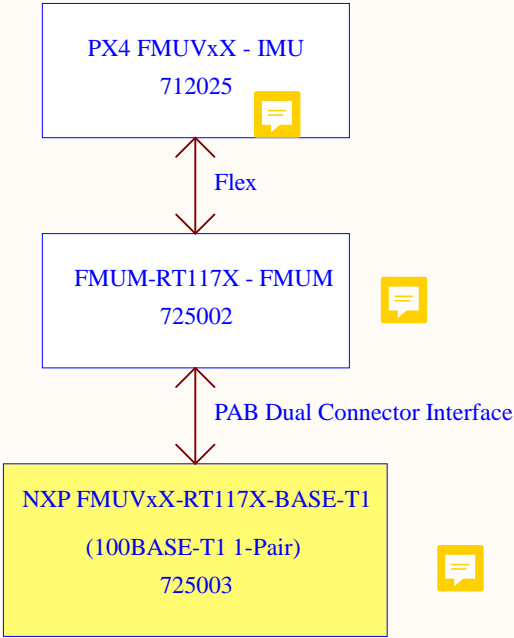 PX4 FMUVxX - IMU
712025
Flex
FMUM-RT117X - FMUM
725002
PAB Dual Connector Interface
NXP FMUVxX-RT117X-BASE-T1
(100BASE-T1 1-Pair)
725003